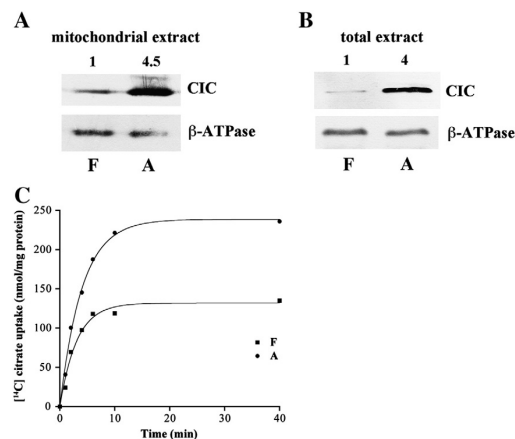 A
mitochondrial extract
1 4.5
CIC
β-ATPase
F A
B
total extract
1 4
CIC
β-ATPase
F A
C
[¹⁴C] citrate uptake (nmol/mg protein)
250
200
150
100
50
0
F
A
0 10 20 30 40
Time (min)